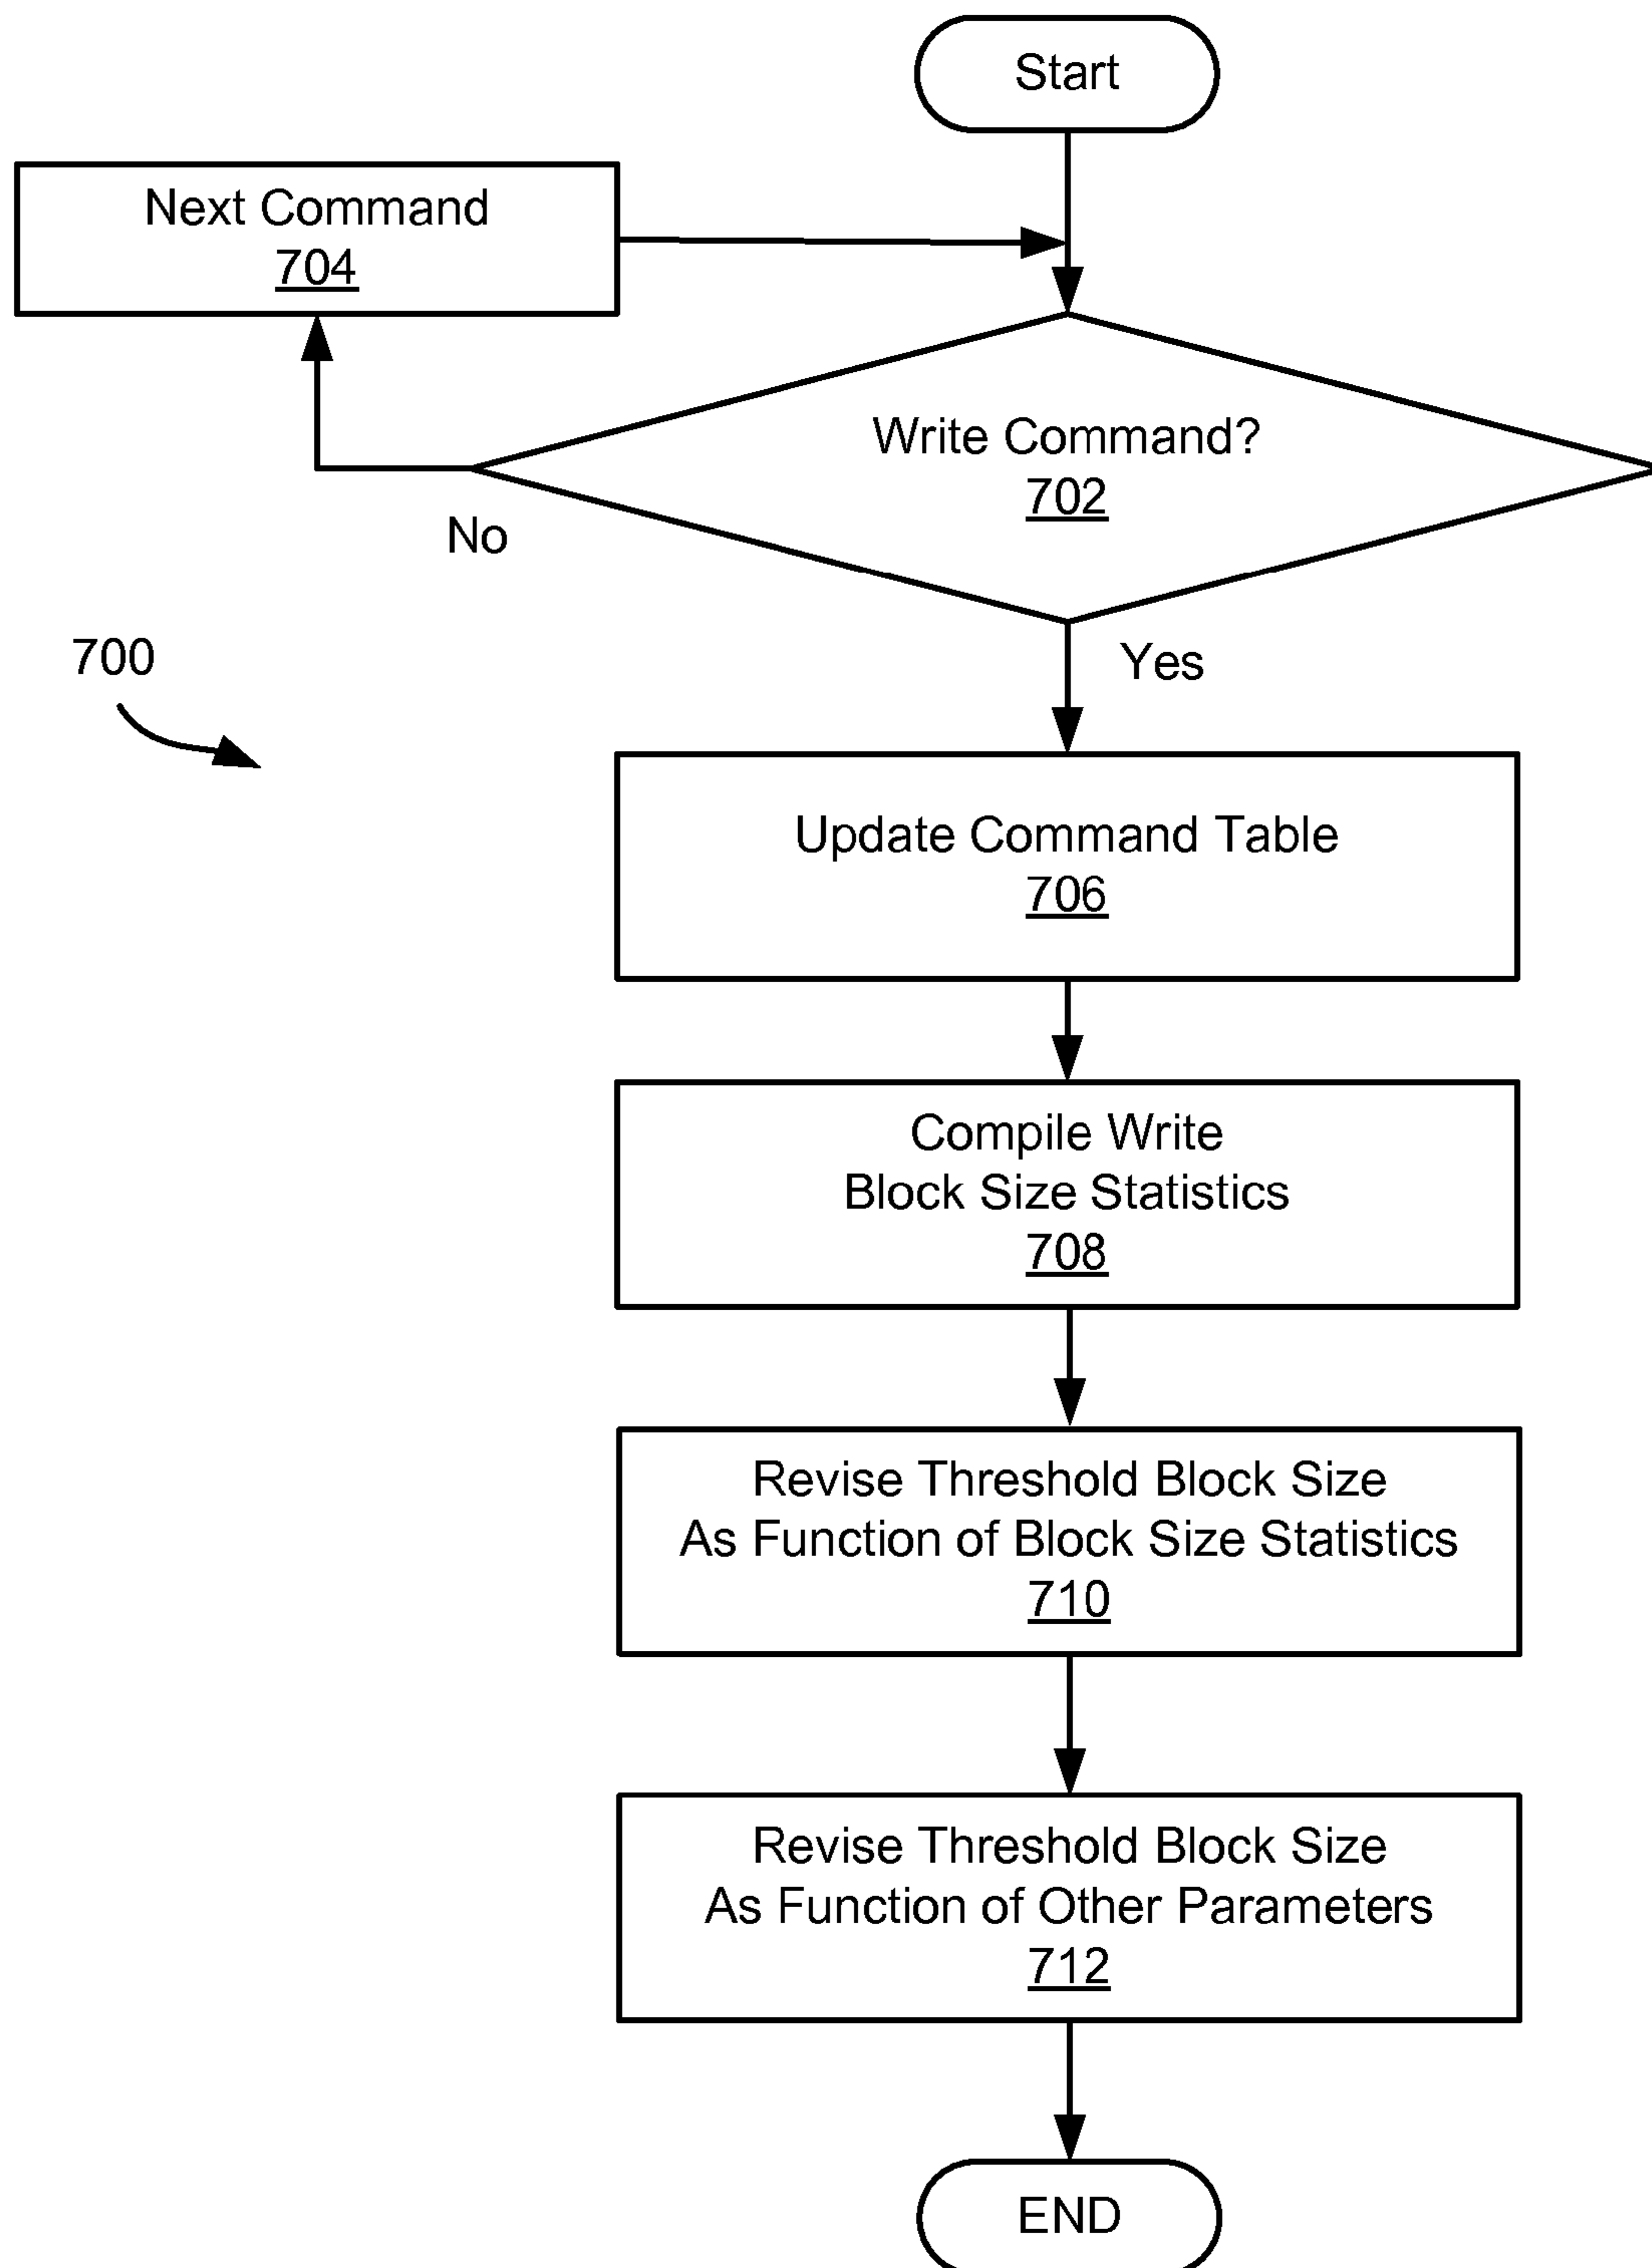 Start
Next Command
704
Write Command?
702
No
700
Yes
Update Command Table
706
Compile Write
Block Size Statistics
708
Revise Threshold Block Size
As Function of Block Size Statistics
710
Revise Threshold Block Size
As Function of Other Parameters
712
END